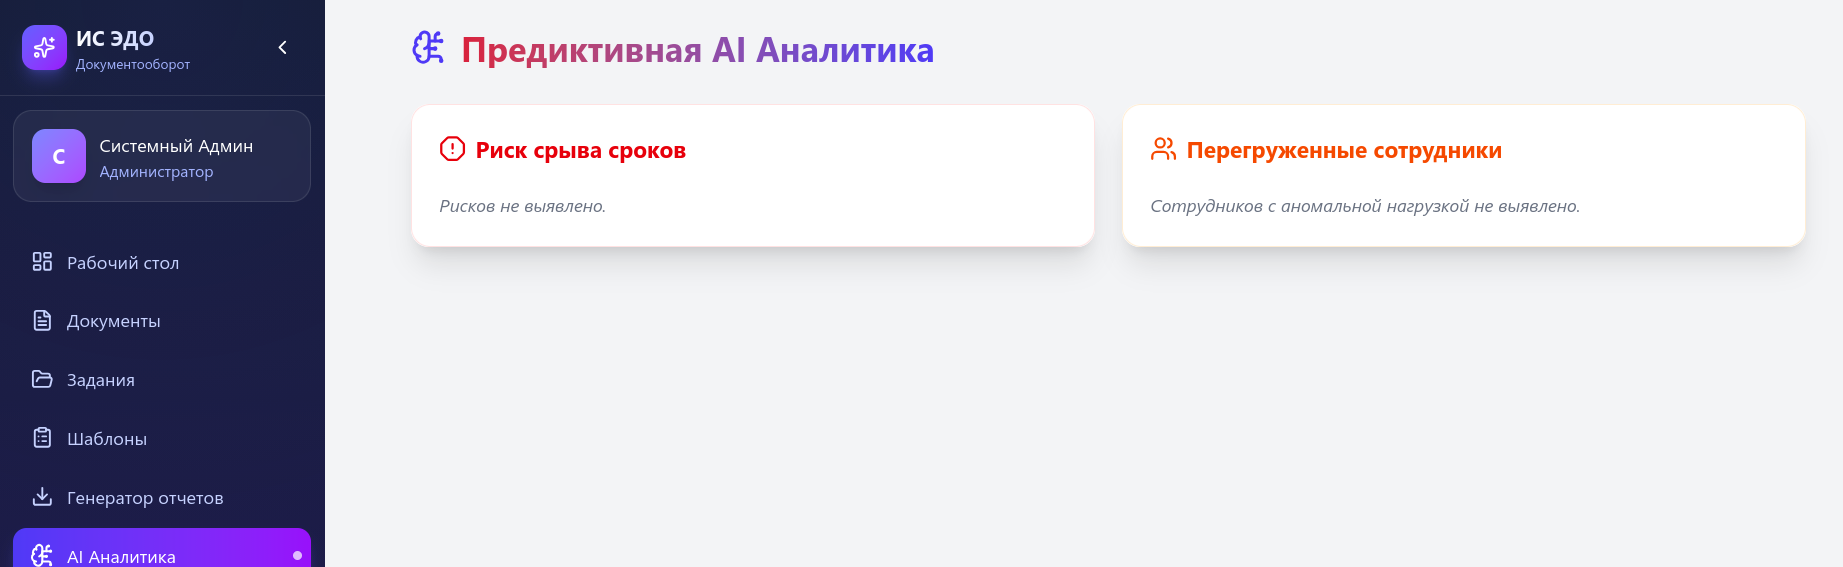 ИС ЭДО
Документооборот
С
Системный Админ
Администратор
Рабочий стол
Документы
Задания
Шаблоны
Генератор отчетов
AI Аналитика
Предиктивная AI Аналитика
Риск срыва сроков
Рисков не выявлено.
Перегруженные сотрудники
Сотрудников с аномальной нагрузкой не выявлено.